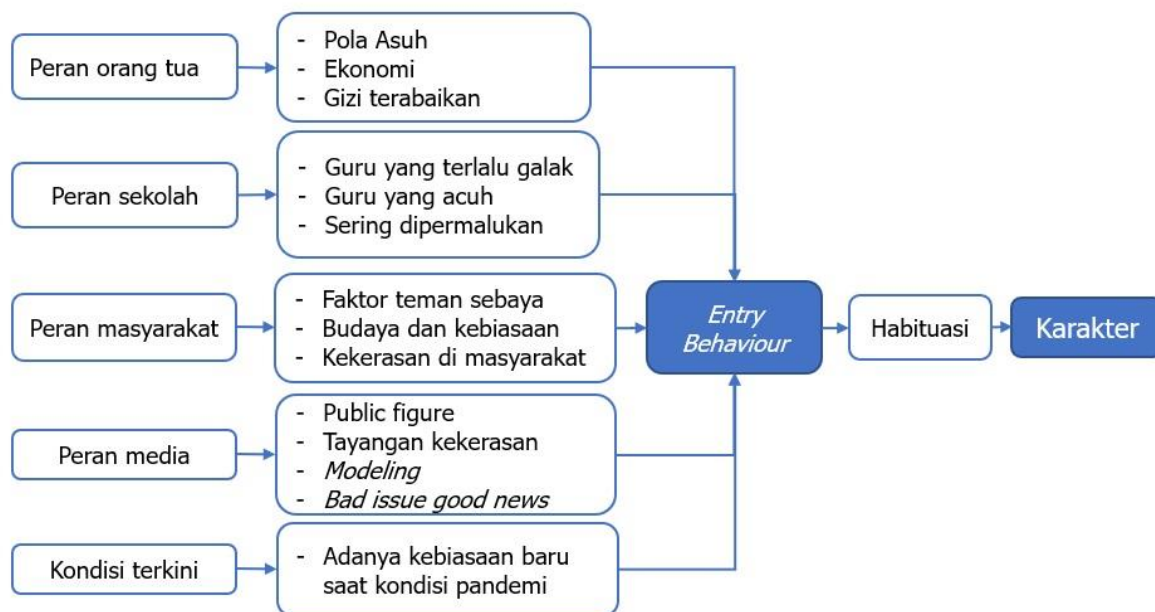 Peran orang tua
- Pola Asuh
- Ekonomi
- Gizi terabaikan
Peran sekolah
- Guru yang terlalu galak
- Guru yang acuh
- Sering dipermalukan
Peran masyarakat
- Faktor teman sebaya
- Budaya dan kebiasaan
- Kekerasan di masyarakat
Peran media
- Public figure
- Tayangan kekerasan
- Modeling
- Bad issue good news
Kondisi terkini
- Adanya kebiasaan baru
saat kondisi pandemi
Entry
Behaviour
Habituasi
Karakter